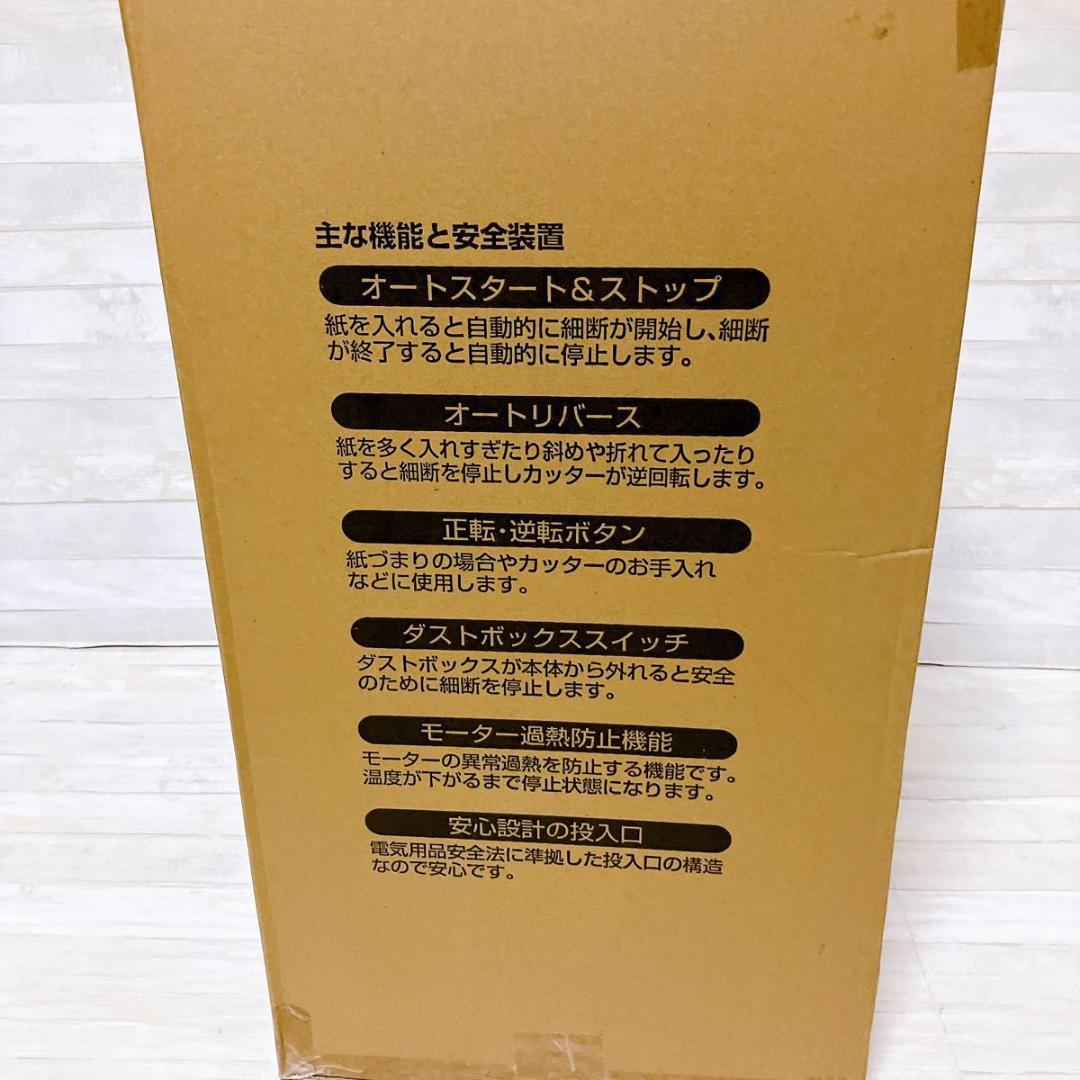 主な機能と安全装置
オートスタート&ストップ
紙を入れると自動的に細断が開始し、細断
が終了すると自動的に停止します。
オートリバース
紙を多く入れすぎたり斜めや折れて入ったり
すると細断を停止しカッターが逆回転します。
正転・逆転ボタン
紙づまりの場合やカッターのお手入れ
などに使用します。
ダストボックススイッチ
ダストボックスが本体から外れると安全
のために細断を停止します。
モーター過熱防止機能
モーターの異常過熱を防止する機能です。
温度が下がるまで停止状態になります。
安心設計の投入口
電気用品安全法に準拠した投入口の構造
なので安心です。